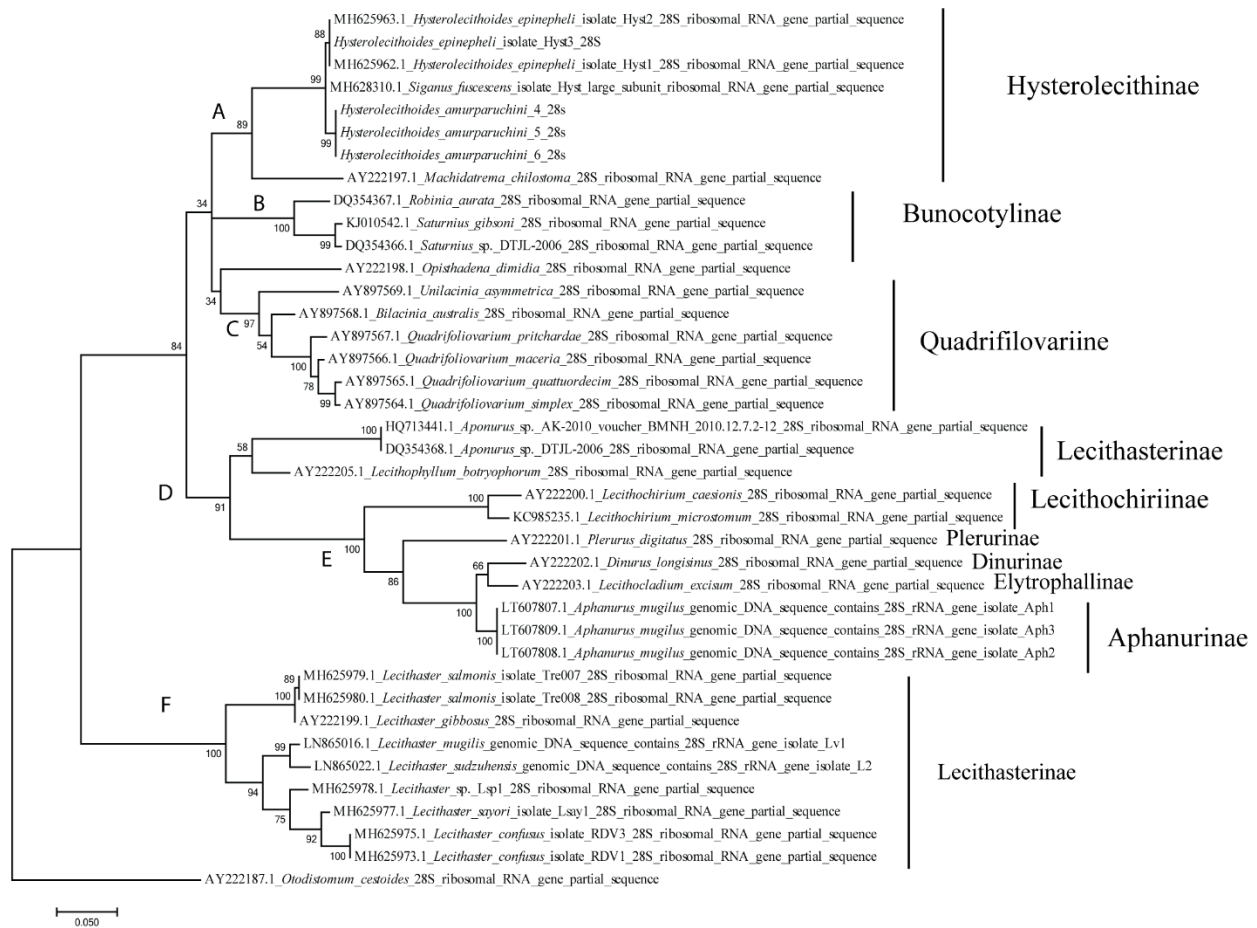 MH625963.1_Hysterolecithoides_epinepheli_isolate_Hyst2_28S_ribosomal_RNA_gene_partial_sequence
88
Hysterolecithoides_epinepheli_isolate_Hyst3_28S
MH625962.1_Hysterolecithoides_epinepheli_isolate_Hyst1_28S_ribosomal_RNA_gene_partial_sequence
99
MH628310.1_Siganus_fuscescens_isolate_Hyst_large_subunit_ribosomal_RNA_gene_partial_sequence
Hysterolecithinae
A
Hysterolecithoides_amurparuchini_4_28s
89
Hysterolecithoides_amurparuchini_5_28s
99
Hysterolecithoides_amurparuchini_6_28s
AY222197.1_Machidatrema_chilostoma_28S_ribosomal_RNA_gene_partial_sequence
34
B
DQ354367.1_Robinia_aurata_28S_ribosomal_RNA_gene_partial_sequence
100
KJ010542.1_Saturnius_gibsoni_28S_ribosomal_RNA_gene_partial_sequence
99
DQ354366.1_Saturnius_sp._DTJL-2006_28S_ribosomal_RNA_gene_partial_sequence
Bunocotylinae
AY222198.1_Opisthadena_dimidia_28S_ribosomal_RNA_gene_partial_sequence
34
AY897569.1_Unilacinia_asymmetrica_28S_ribosomal_RNA_gene_partial_sequence
C
97
AY897568.1_Bilacinia_australis_28S_ribosomal_RNA_gene_partial_sequence
54
AY897567.1_Quadrifoliovarium_pritchardae_28S_ribosomal_RNA_gene_partial_sequence
Quadrifilovariine
84
100
AY897566.1_Quadrifoliovarium_maceria_28S_ribosomal_RNA_gene_partial_sequence
78
AY897565.1_Quadrifoliovarium_quattuordecim_28S_ribosomal_RNA_gene_partial_sequence
99
AY897564.1_Quadrifoliovarium_simplex_28S_ribosomal_RNA_gene_partial_sequence
100
HQ713441.1_Aponurus_sp._AK-2010_voucher_BMNH_2010.12.7.2-12_28S_ribosomal_RNA_gene_partial_sequence
58
DQ354368.1_Aponurus_sp._DTJL-2006_28S_ribosomal_RNA_gene_partial_sequence
Lecithasterinae
AY222205.1_Lecithophyllum_botryophorum_28S_ribosomal_RNA_gene_partial_sequence
D
91
100
AY222200.1_Lecithochirium_caesionis_28S_ribosomal_RNA_gene_partial_sequence
Lecithochiriinae
KC985235.1_Lecithochirium_microstomum_28S_ribosomal_RNA_gene_partial_sequence
E
100
AY222201.1_Plerurus_digitatus_28S_ribosomal_RNA_gene_partial_sequence
Plerurinae
86
66
AY222202.1_Dinurus_longisinus_28S_ribosomal_RNA_gene_partial_sequence
Dinurinae
AY222203.1_Lecithocladium_excisum_28S_ribosomal_RNA_gene_partial_sequence
Elytrophallinae
100
LT607807.1_Aphanurus_mugilus_genomic_DNA_sequence_contains_28S_rRNA_gene_isolate_Aph1
LT607809.1_Aphanurus_mugilus_genomic_DNA_sequence_contains_28S_rRNA_gene_isolate_Aph3
100
LT607808.1_Aphanurus_mugilus_genomic_DNA_sequence_contains_28S_rRNA_gene_isolate_Aph2
Aphanurinae
89
MH625979.1_Lecithaster_salmonis_isolate_Tre007_28S_ribosomal_RNA_gene_partial_sequence
100
MH625980.1_Lecithaster_salmonis_isolate_Tre008_28S_ribosomal_RNA_gene_partial_sequence
F
AY222199.1_Lecithaster_gibbosus_28S_ribosomal_RNA_gene_partial_sequence
100
99
LN865016.1_Lecithaster_mugilis_genomic_DNA_sequence_contains_28S_rRNA_gene_isolate_Lv1
LN865022.1_Lecithaster_sudzuhensis_genomic_DNA_sequence_contains_28S_rRNA_gene_isolate_L2
Lecithasterinae
94
MH625978.1_Lecithaster_sp._Lsp1_28S_ribosomal_RNA_gene_partial_sequence
75
MH625977.1_Lecithaster_sayori_isolate_Lsay1_28S_ribosomal_RNA_gene_partial_sequence
92
MH625975.1_Lecithaster_confusus_isolate_RDV3_28S_ribosomal_RNA_gene_partial_sequence
100
MH625973.1_Lecithaster_confusus_isolate_RDV1_28S_ribosomal_RNA_gene_partial_sequence
AY222187.1_Otodistomum_cestoides_28S_ribosomal_RNA_gene_partial_sequence
0.050